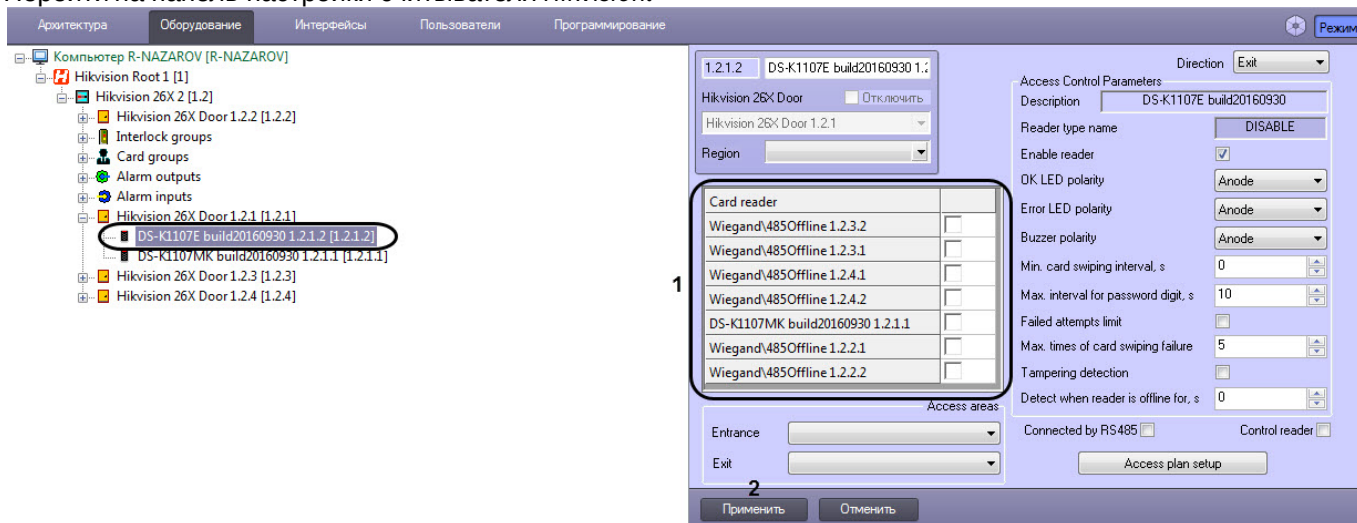 Архитектура Оборудование Интерфейсы Пользователи Программирование Режим
Компьютер R-NAZAROV [R-NAZAROV]
Hikvision Root 1 [1]
Hikvision 26X 2 [1.2]
Hikvision 26X Door 1.2.2 [1.2.2]
Interlock groups
Card groups
Alarm outputs
Alarm inputs
Hikvision 26X Door 1.2.1 [1.2.1]
DS-K1107E build20160930 1.2.1.2 [1.2.1.2]
DS-K1107MK build20160930 1.2.1.1 [1.2.1.1]
Hikvision 26X Door 1.2.3 [1.2.3]
Hikvision 26X Door 1.2.4 [1.2.4]
1.2.1.2 DS-K1107E build20160930 1.2
Hikvision 26X Door Отключить
Hikvision 26X Door 1.2.1
Region
1
Card reader
Wiegand\485Offline 1.2.3.2
Wiegand\485Offline 1.2.3.1
Wiegand\485Offline 1.2.4.1
Wiegand\485Offline 1.2.4.2
DS-K1107MK build20160930 1.2.1.1
Wiegand\485Offline 1.2.2.1
Wiegand\485Offline 1.2.2.2
Access areas
Entrance
Exit
Direction Exit
Access Control Parameters
Description DS-K1107E build20160930
Reader type name DISABLE
Enable reader
OK LED polarity Anode
Error LED polarity Anode
Buzzer polarity Anode
Min. card swiping interval, s 0
Max. interval for password digit, s 10
Failed attempts limit
Max. times of card swiping failure 5
Tampering detection
Detect when reader is offline for, s 0
Connected by RS485 Control reader
Access plan setup
2
Применить Отменить